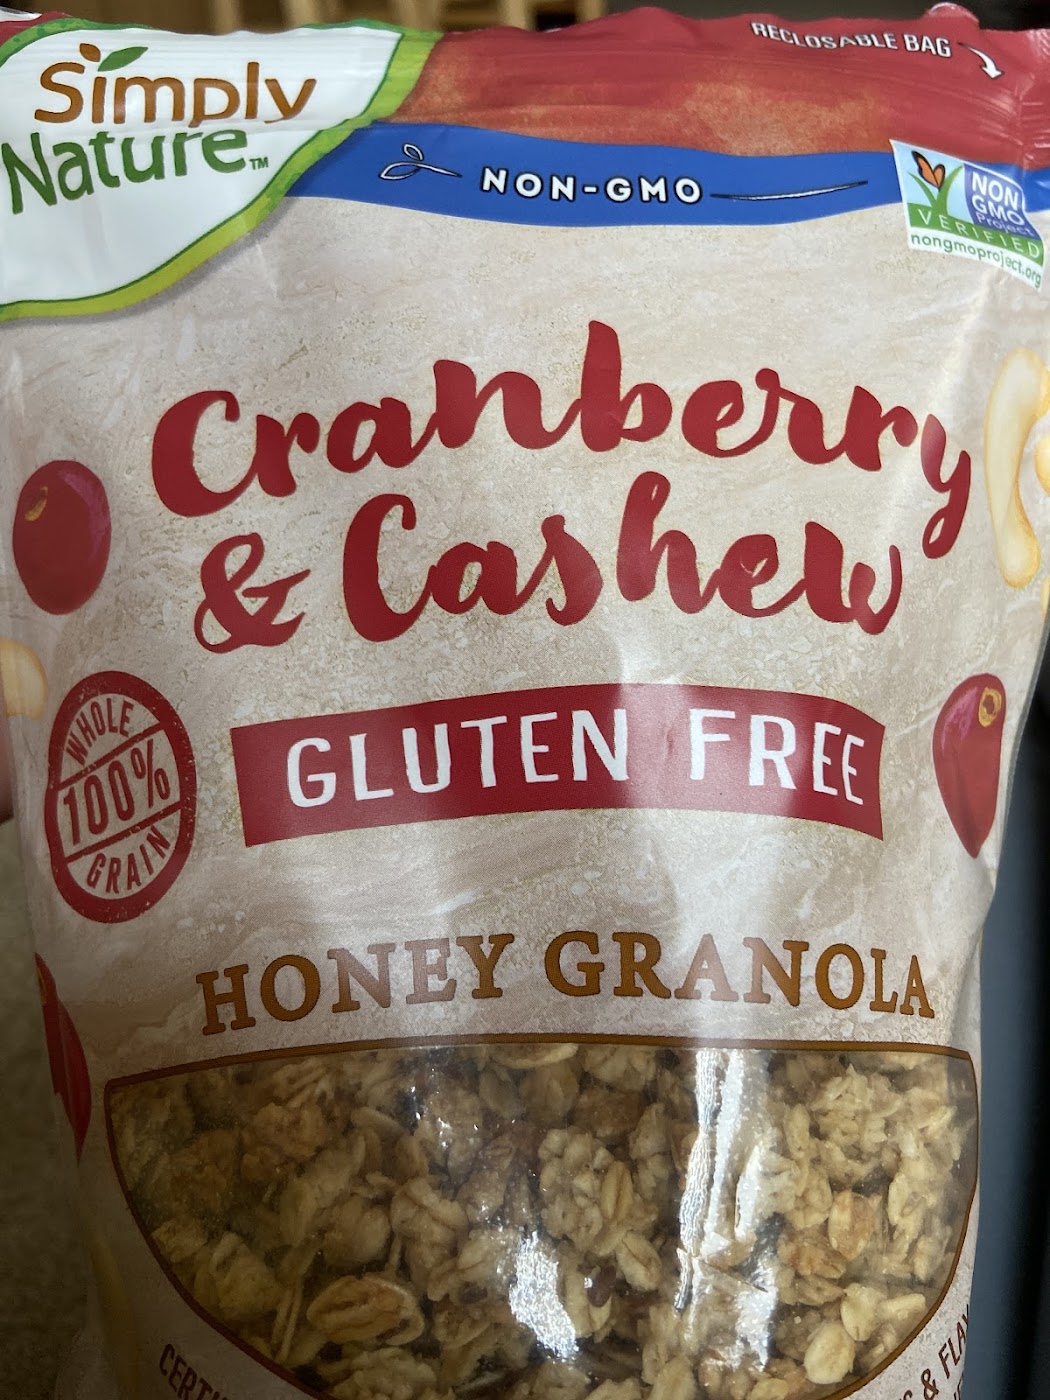 RECLOSABLE BAG
Simply
Nature™
NON-GMO
NON
GMO
Project
VERIFIED
nongmoproject.org
Cranberry
& Cashew
GLUTEN FREE
WHOLE
100%
GRAIN
HONEY GRANOLA
&